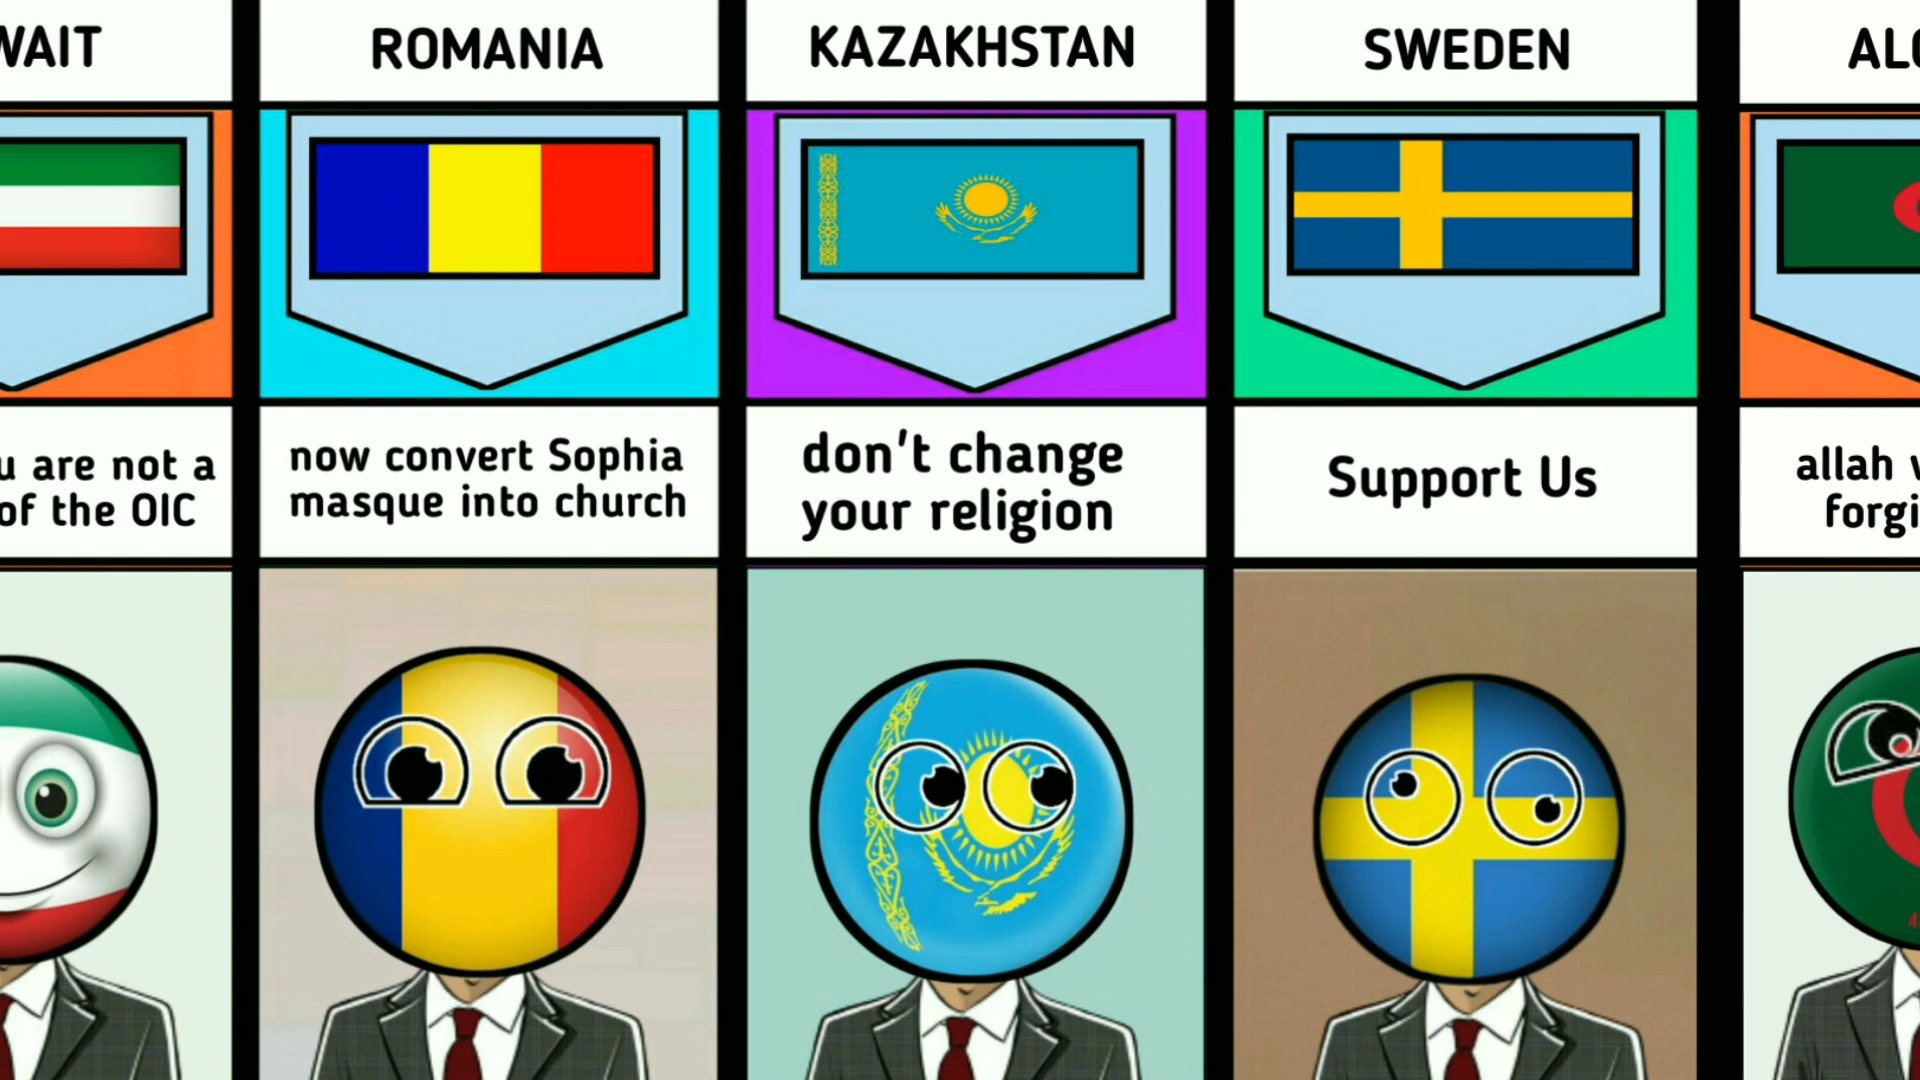 WAIT
ROMANIA
KAZAKHSTAN
SWEDEN
u are not a
of the OIC
now convert Sophia
masque into church
don't change
your religion
Support Us
allah
forgi